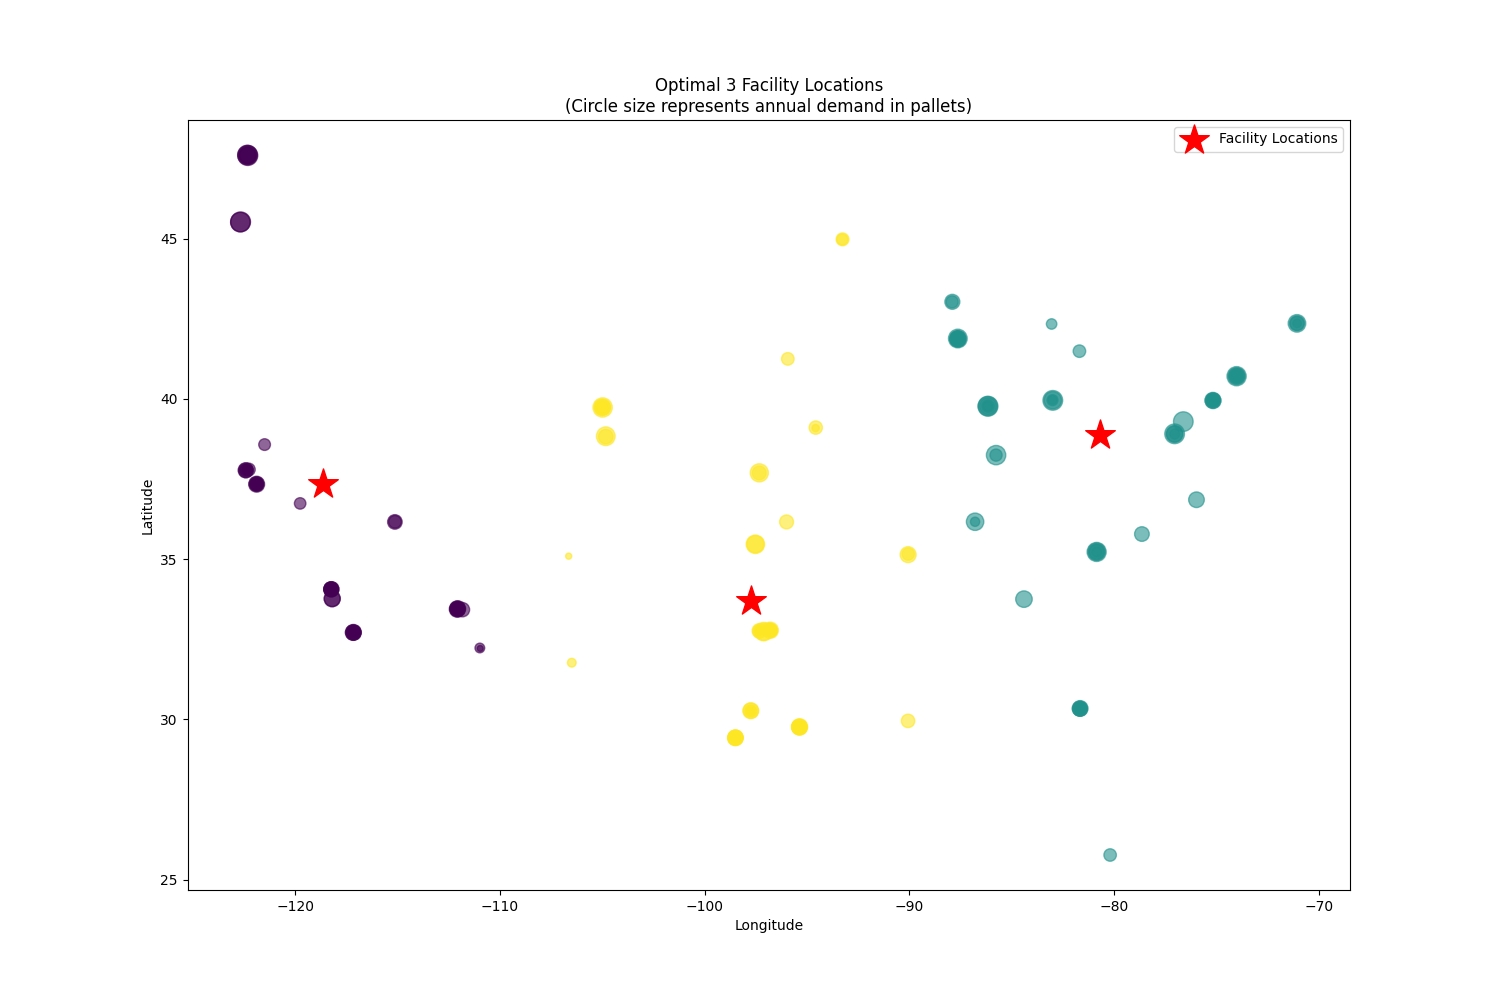 Optimal 3 Facility Locations
(Circle size represents annual demand in pallets)
Facility Locations
45
40
35
30
25
Latitude
−120
−110
−100
−90
−80
−70
Longitude